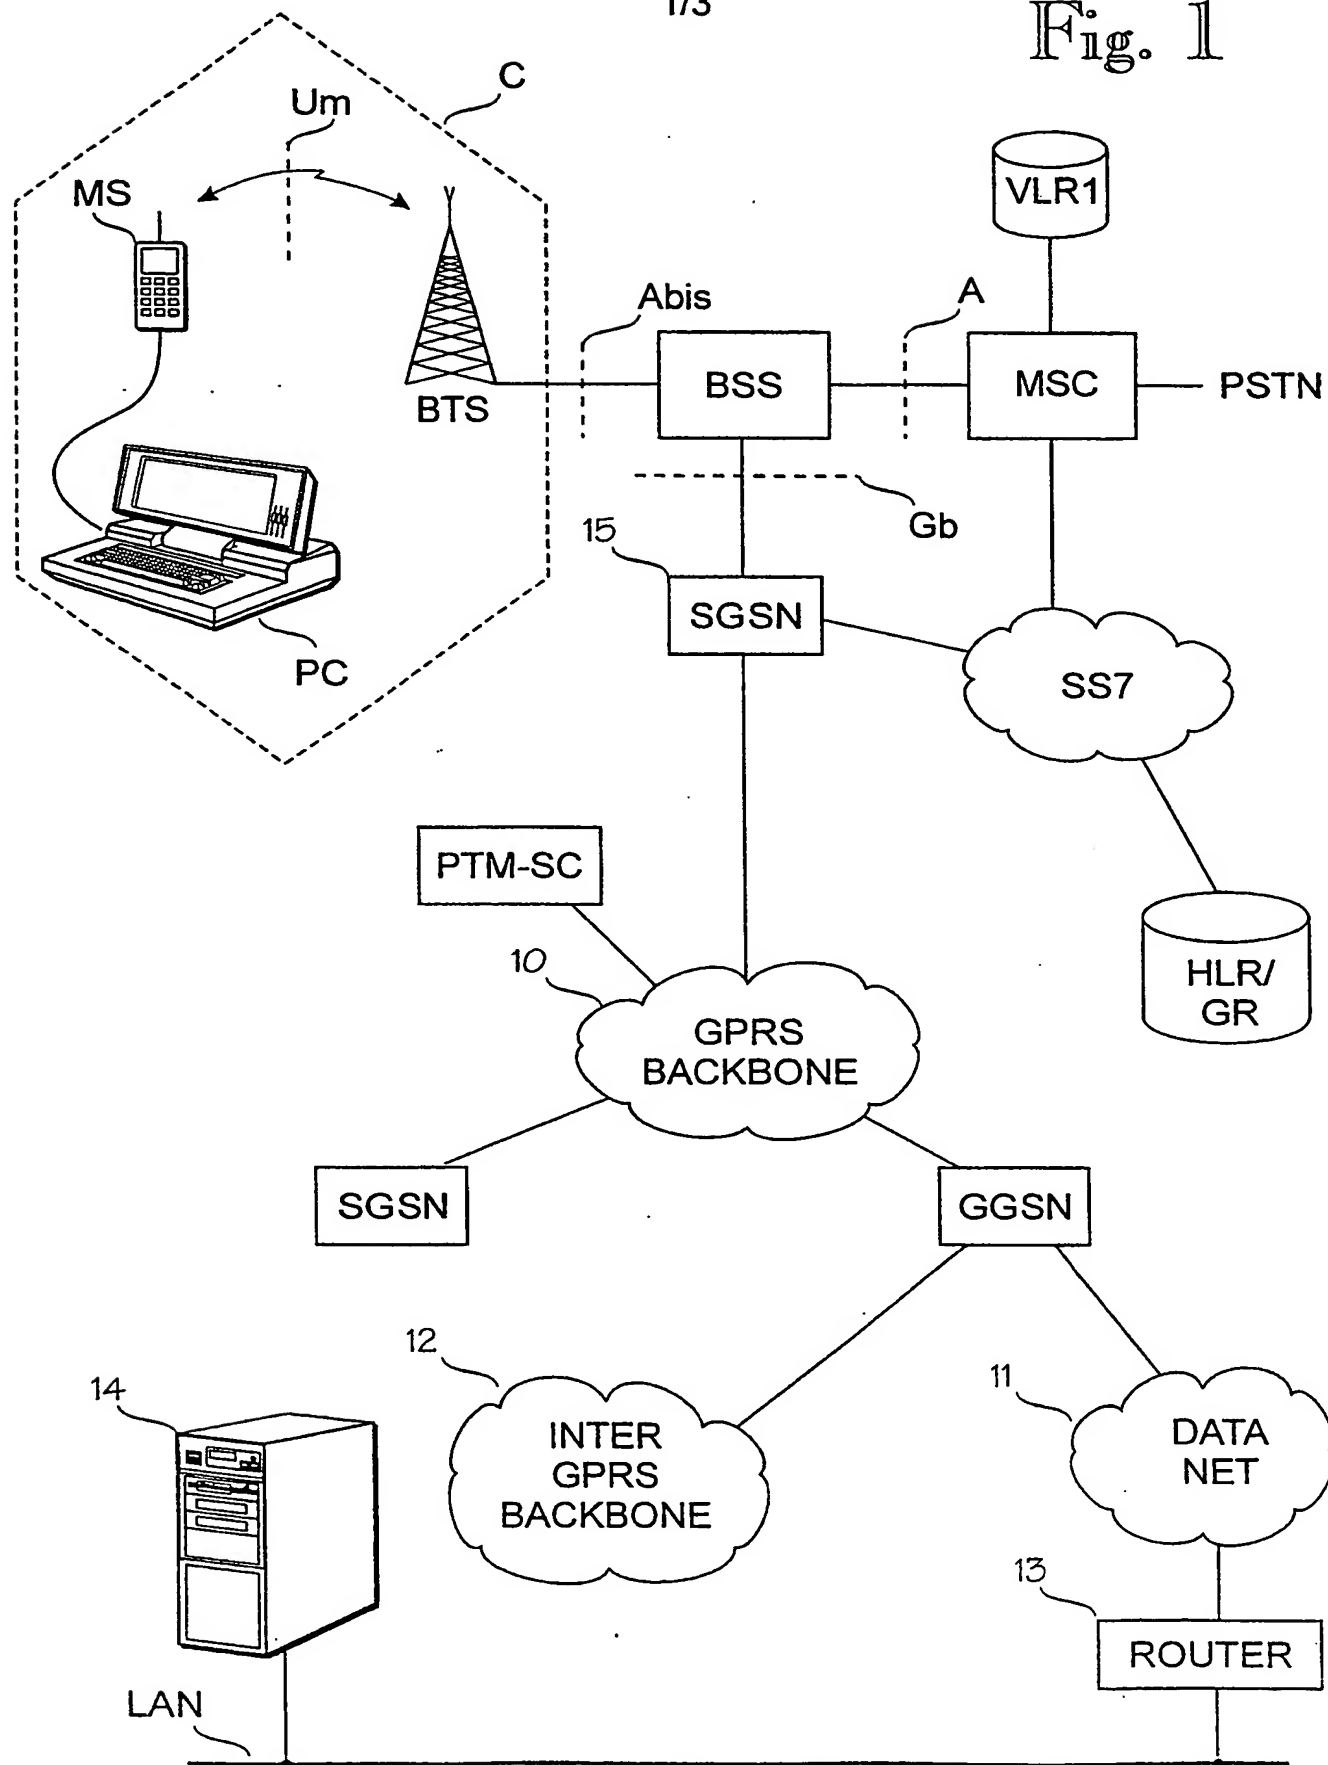 1/3
Fig. 1
C
Um
VLR1
MS
Abis
A
BSS
MSC
PSTN
BTS
Gb
15
SGSN
PC
SS7
PTM-SC
10
HLR/
GR
GPRS
BACKBONE
SGSN
GGSN
12
14
11
INTER
GPRS
BACKBONE
DATA
NET
13
ROUTER
LAN